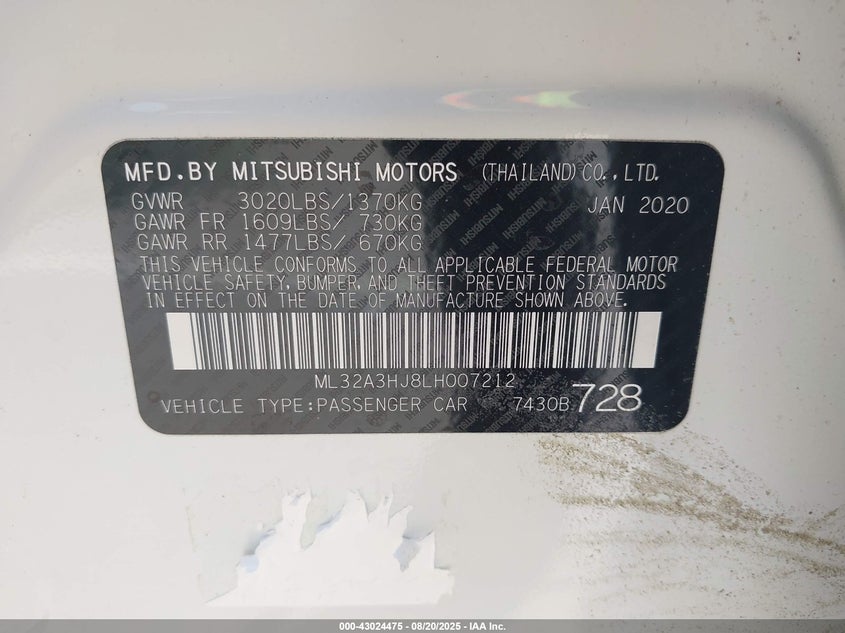 MFD.BY MITSUBISHI MOTORS (THAILAND) CO., LTD.
GVWR 3020LBS/1370KG JAN 2020
GAWR FR 1609LBS/ 730KG
GAWR RR 1477LBS/ 670KG
THIS VEHICLE CONFORMS TO ALL APPLICABLE FEDERAL MOTOR
VEHICLE SAFETY, BUMPER, AND THEFT PREVENTION STANDARDS
IN EFFECT ON THE DATE OF MANUFACTURE SHOWN ABOVE.
ML32A3HJ8LH007212
VEHICLE TYPE:PASSENGER CAR 7430B 728
000-43024475 - 08/20/2025 - IAA Inc.